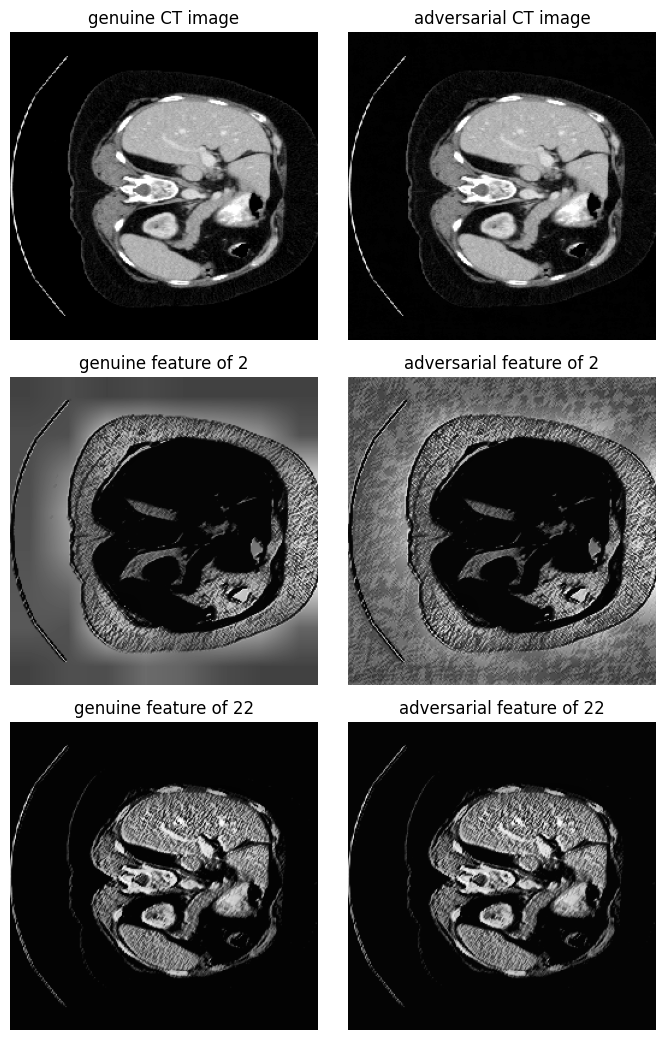 genuine CT image
adversarial CT image
genuine feature of 2
adversarial feature of 2
genuine feature of 22
adversarial feature of 22